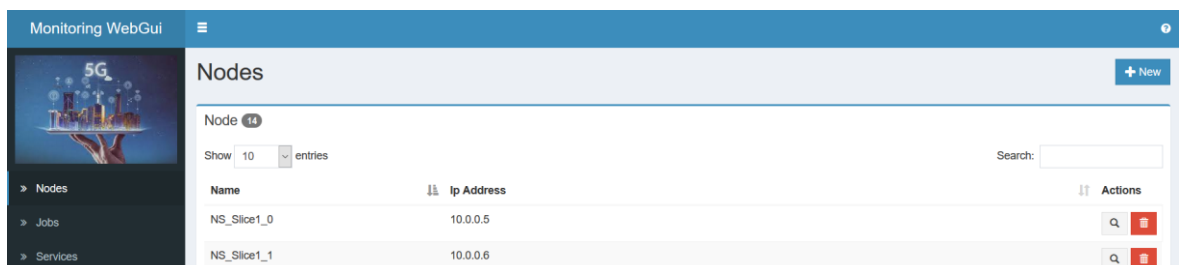 Monitoring WebGui
5G
Nodes
+ New
Node 14
Show 10 entries
Search:
Name Ip Address Actions
» Nodes
NS_Slice1_0 10.0.0.5
» Jobs
NS_Slice1_1 10.0.0.6
» Services